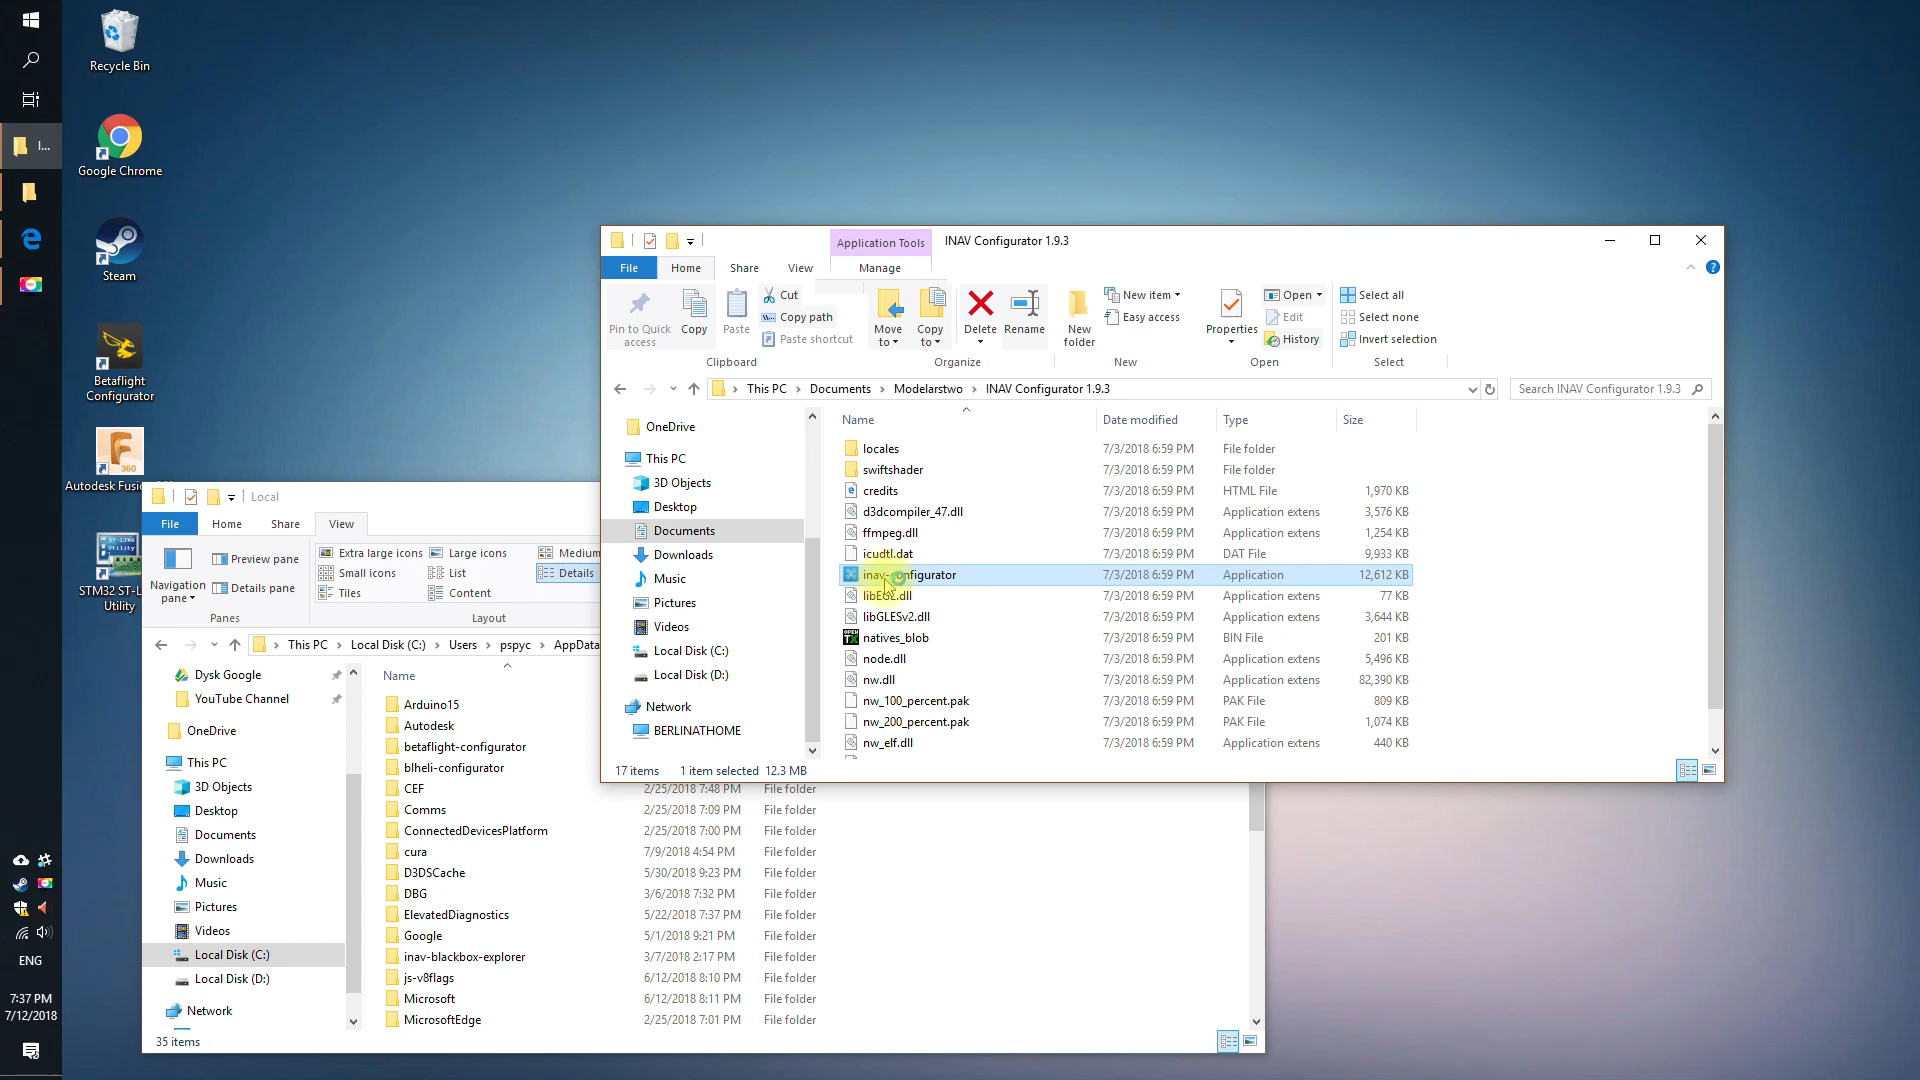 Recycle Bin
Google Chrome
Steam
Betaflight
Configurator
Autodesk Fusi
STM32 ST-L
Utility
I...
ENG
7:37 PM
7/12/2018
Application Tools
INAV Configurator 1.9.3
File
Home
Share
View
Manage
Pin to Quick
access
Copy
Paste
Cut
Copy path
Paste shortcut
Move
to
Copy
to
Delete
Rename
New
folder
New item
Easy access
Properties
Open
Edit
History
Select all
Select none
Invert selection
Clipboard
Organize
New
Open
Select
This PC > Documents > Modelarstwo > INAV Configurator 1.9.3
Search INAV Configurator 1.9.3
OneDrive
This PC
3D Objects
Desktop
Documents
Downloads
Music
Pictures
Videos
Local Disk (C:)
Local Disk (D:)
Network
BERLINATHOME
Name Date modified Type Size
locales 7/3/2018 6:59 PM File folder
swiftshader 7/3/2018 6:59 PM File folder
credits 7/3/2018 6:59 PM HTML File 1,970 KB
d3dcompiler_47.dll 7/3/2018 6:59 PM Application extens 3,576 KB
ffmpeg.dll 7/3/2018 6:59 PM Application extens 1,254 KB
icudtl.dat 7/3/2018 6:59 PM DAT File 9,933 KB
inav-configurator 7/3/2018 6:59 PM Application 12,612 KB
libEGL.dll 7/3/2018 6:59 PM Application extens 77 KB
libGLESv2.dll 7/3/2018 6:59 PM Application extens 3,644 KB
natives_blob 7/3/2018 6:59 PM BIN File 201 KB
node.dll 7/3/2018 6:59 PM Application extens 5,496 KB
nw.dll 7/3/2018 6:59 PM Application extens 82,390 KB
nw_100_percent.pak 7/3/2018 6:59 PM PAK File 809 KB
nw_200_percent.pak 7/3/2018 6:59 PM PAK File 1,074 KB
nw_elf.dll 7/3/2018 6:59 PM Application extens 440 KB
17 items 1 item selected 12.3 MB
Local
File
Home
Share
View
Navigation
pane
Preview pane
Details pane
Extra large icons
Large icons
Medium
Small icons
List
Details
Tiles
Content
Panes
Layout
This PC > Local Disk (C:) > Users > pspyc > AppData
Dysk Google
YouTube Channel
OneDrive
This PC
3D Objects
Desktop
Documents
Downloads
Music
Pictures
Videos
Local Disk (C:)
Local Disk (D:)
Network
Name
Arduino15
Autodesk
betaflight-configurator
blheli-configurator
CEF 2/25/2018 7:48 PM File folder
Comms 2/25/2018 7:09 PM File folder
ConnectedDevicesPlatform 2/25/2018 7:00 PM File folder
cura 7/9/2018 4:54 PM File folder
D3DSCache 5/30/2018 9:23 PM File folder
DBG 3/6/2018 7:32 PM File folder
ElevatedDiagnostics 5/22/2018 7:37 PM File folder
Google 5/1/2018 9:21 PM File folder
inav-blackbox-explorer 3/7/2018 2:17 PM File folder
js-v8flags 6/12/2018 8:10 PM File folder
Microsoft 6/12/2018 8:11 PM File folder
MicrosoftEdge 2/25/2018 7:01 PM File folder
35 items